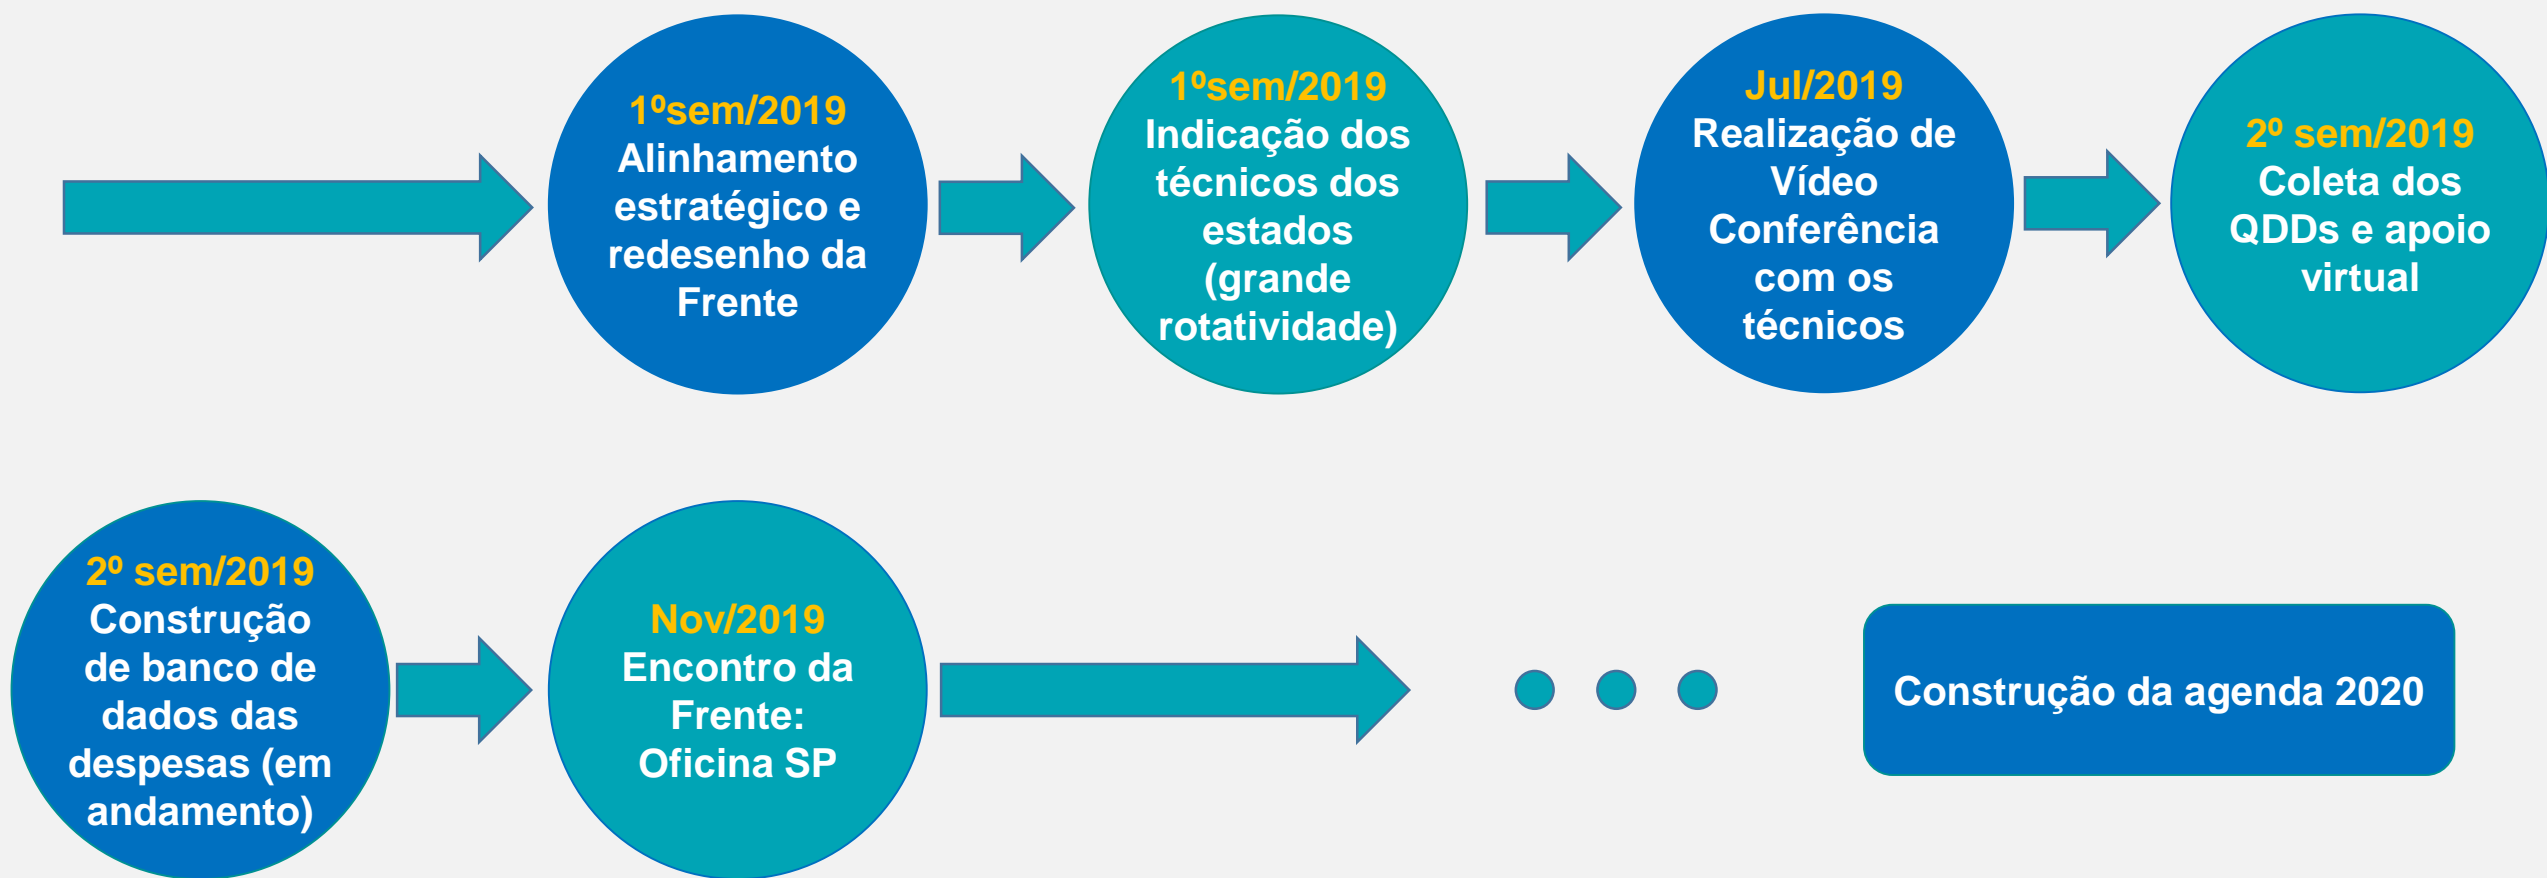 1ºsem/2019
Alinhamento
estratégico e
redesenho da
Frente
1ºsem/2019
Indicação dos
técnicos dos
estados
(grande
rotatividade)
Jul/2019
Realização de
Vídeo
Conferência
com os
técnicos
2º sem/2019
Coleta dos
QDDs e apoio
virtual
2º sem/2019
Construção
de banco de
dados das
despesas (em
andamento)
Nov/2019
Encontro da
Frente:
Oficina SP
Construção da agenda 2020